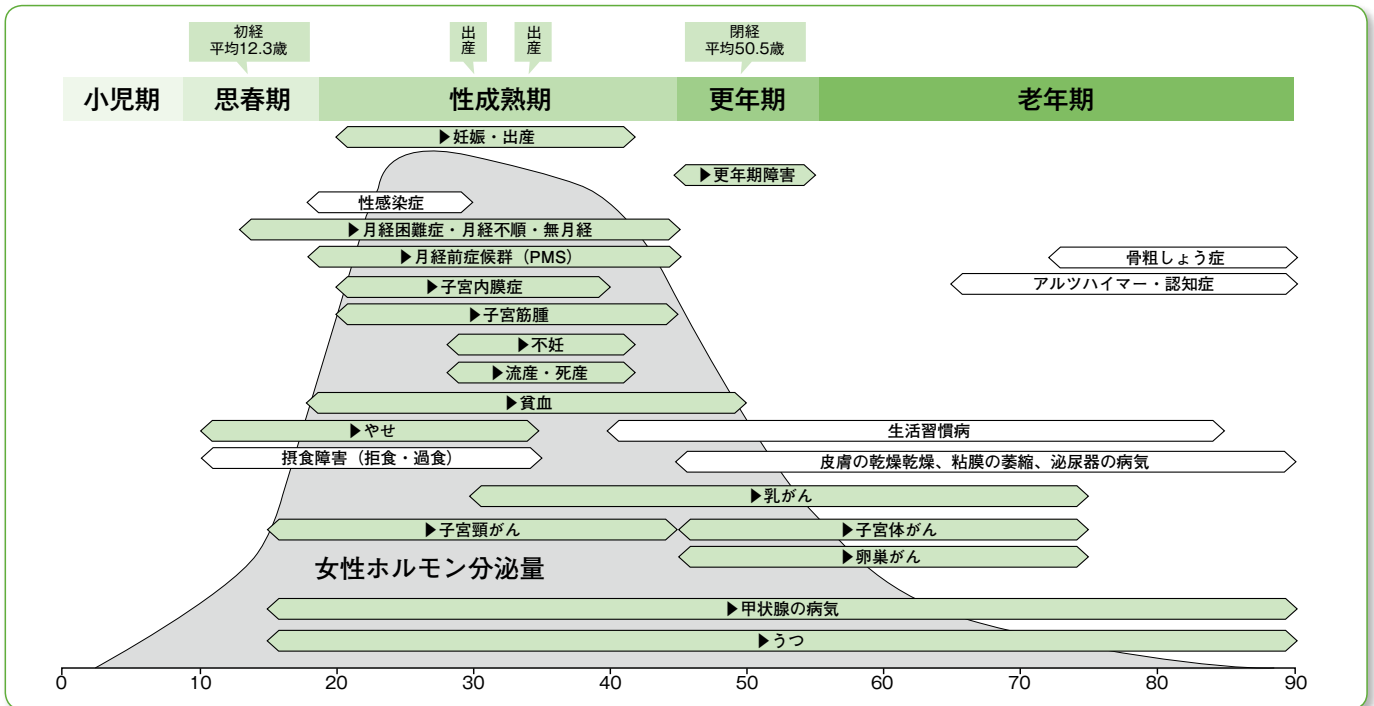 初経
平均12.3歳
出産
出産
閉経
平均50.5歳
小児期 思春期 性成熟期 更年期 老年期
▶妊娠・出産
▶更年期障害
性感染症
▶月経困難症・月経不順・無月経
▶月経前症候群（PMS）
骨粗しょう症
▶子宮内膜症
アルツハイマー・認知症
▶子宮筋腫
▶不妊
▶流産・死産
▶貧血
▶やせ
生活習慣病
摂食障害（拒食・過食）
皮膚の乾燥乾燥、粘膜の萎縮、泌尿器の病気
▶乳がん
▶子宮頸がん
▶子宮体がん
▶卵巣がん
女性ホルモン分泌量
▶甲状腺の病気
▶うつ
0 10 20 30 40 50 60 70 80 90